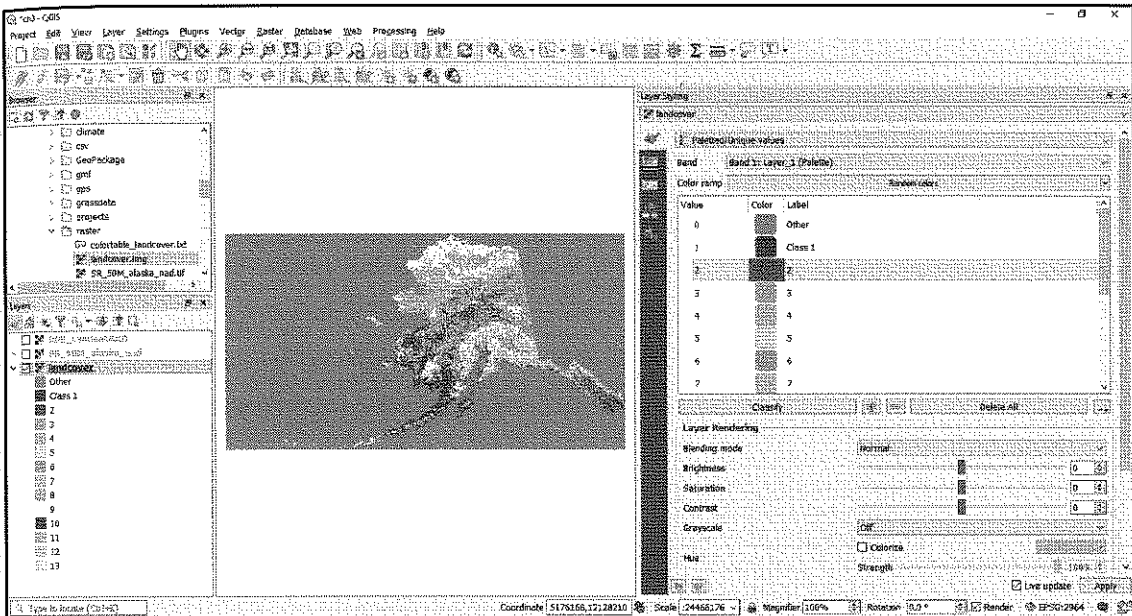 *ch3 - QGIS
Project Edit View Layer Settings Plugins Vector Raster Database Web Processing Help
Browser
climate
csv
GeoPackage
gml
gps
grassdata
projects
raster
colortable_landcover.txt
landcover.img
SR_50M_alaska_nad.tif
Layers
SR_50M_alaska_nad
landcover
Other
Class 1
2
3
4
5
6
7
8
9
10
11
12
13
Layer Styling
landcover
Paletted/Unique values
Band Band 1: Layer_1 (Palette)
Color ramp Random colors
Value Color Label
0 Other
1 Class 1
2 2
3 3
4 4
5 5
6 6
7 7
Classify Delete All
Layer Rendering
Blending mode Normal
Brightness 0
Saturation 0
Contrast 0
Grayscale Off
Hue Colorize
Strength 100%
Live update Apply
Type to locate (Ctrl+K) Coordinate 5176166,12128210 Scale :24466176 Magnifier 100% Rotation 0,0 ° Render EPSG:2964